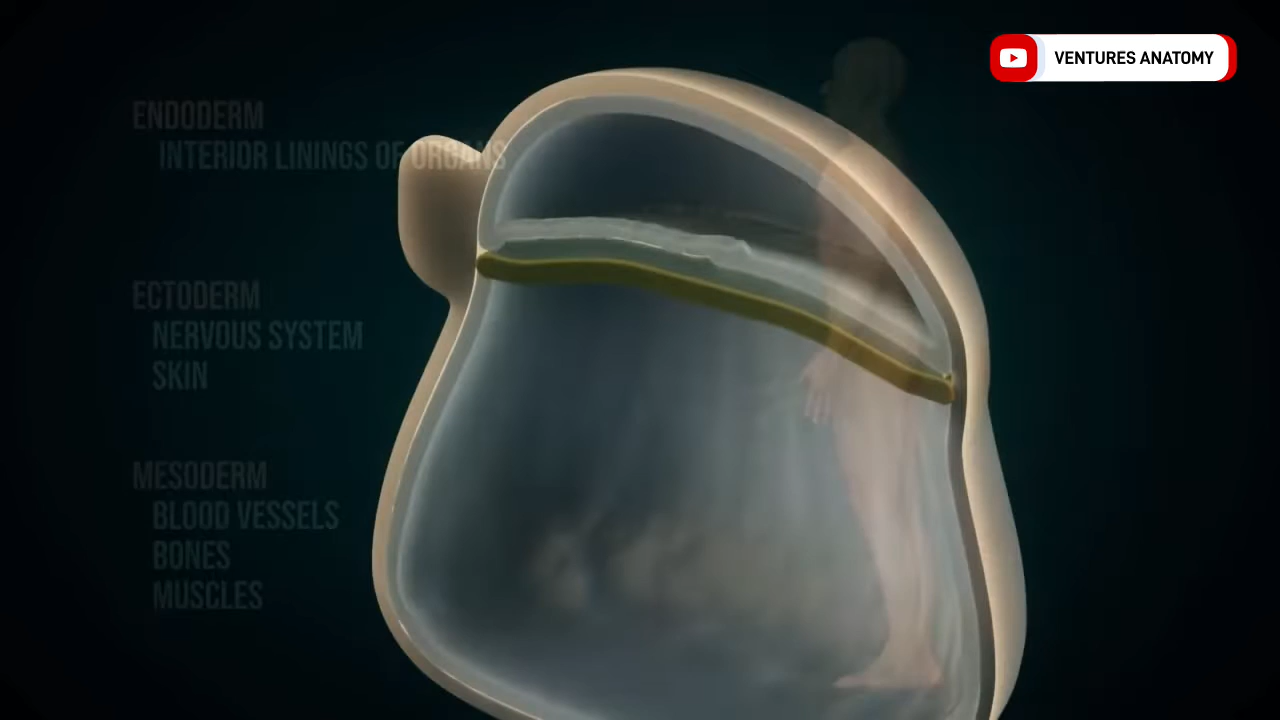 VENTURES ANATOMY
ENDODERM
INTERIOR LININGS OF ORGANS
ECTODERM
NERVOUS SYSTEM
SKIN
MESODERM
BLOOD VESSELS
BONES
MUSCLES